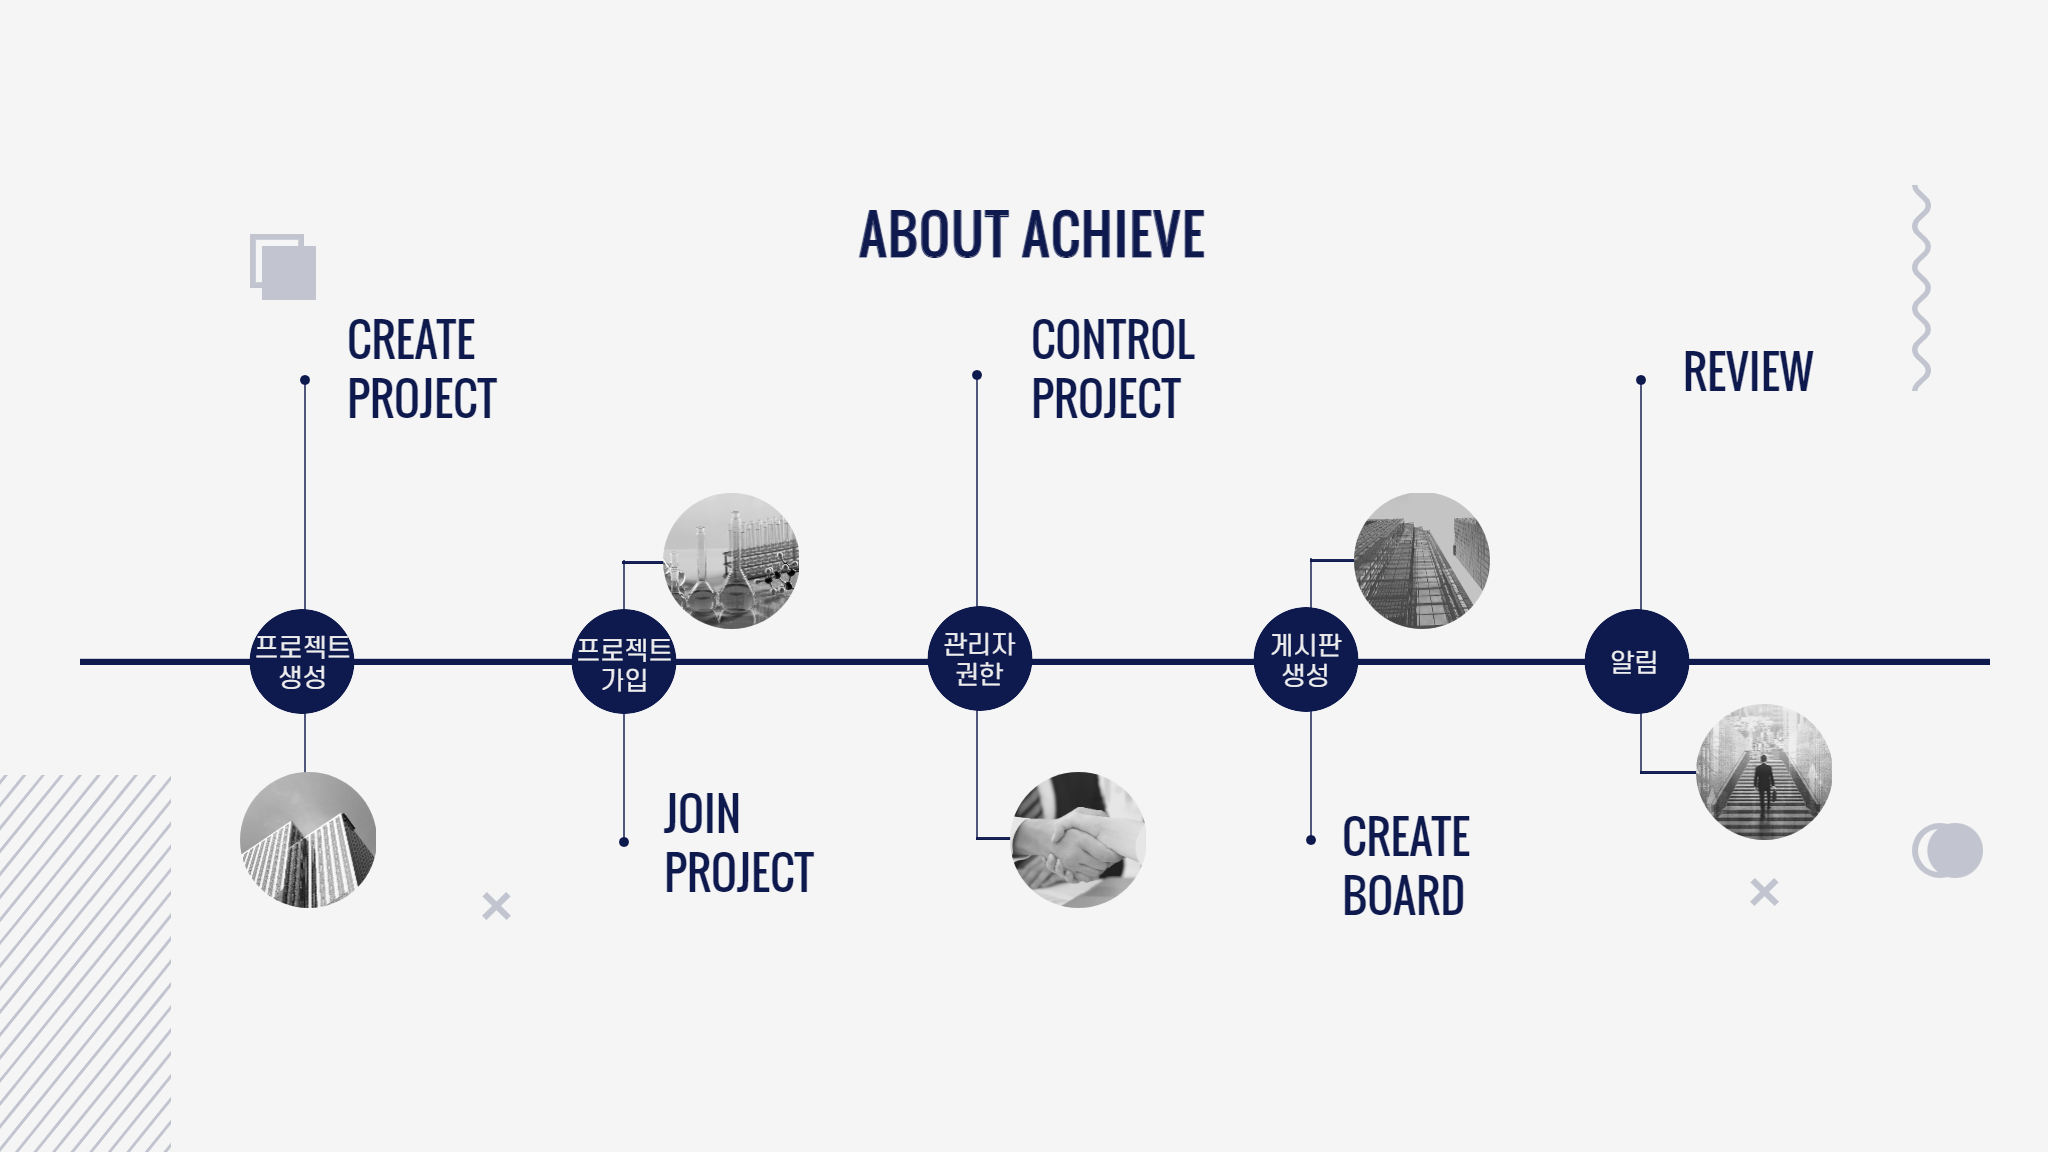 ABOUT ACHIEVE
CREATE
PROJECT
프로젝트
생성
프로젝트
가입
JOIN
PROJECT
CONTROL
PROJECT
관리자
권한
게시판
생성
CREATE
BOARD
REVIEW
알림